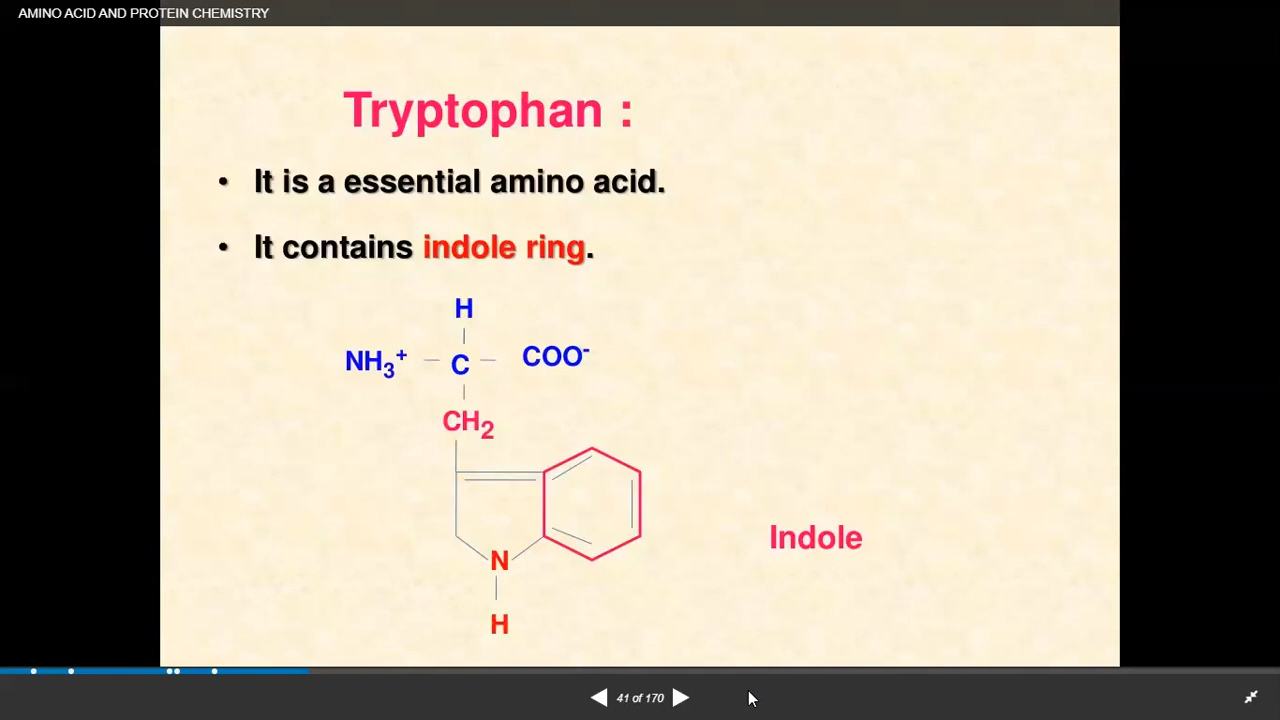 AMINO ACID AND PROTEIN CHEMISTRY
Tryptophan :
• It is a essential amino acid.
• It contains indole ring.
H
NH3+ C COO-
CH2
N
Indole
H
41 of 170